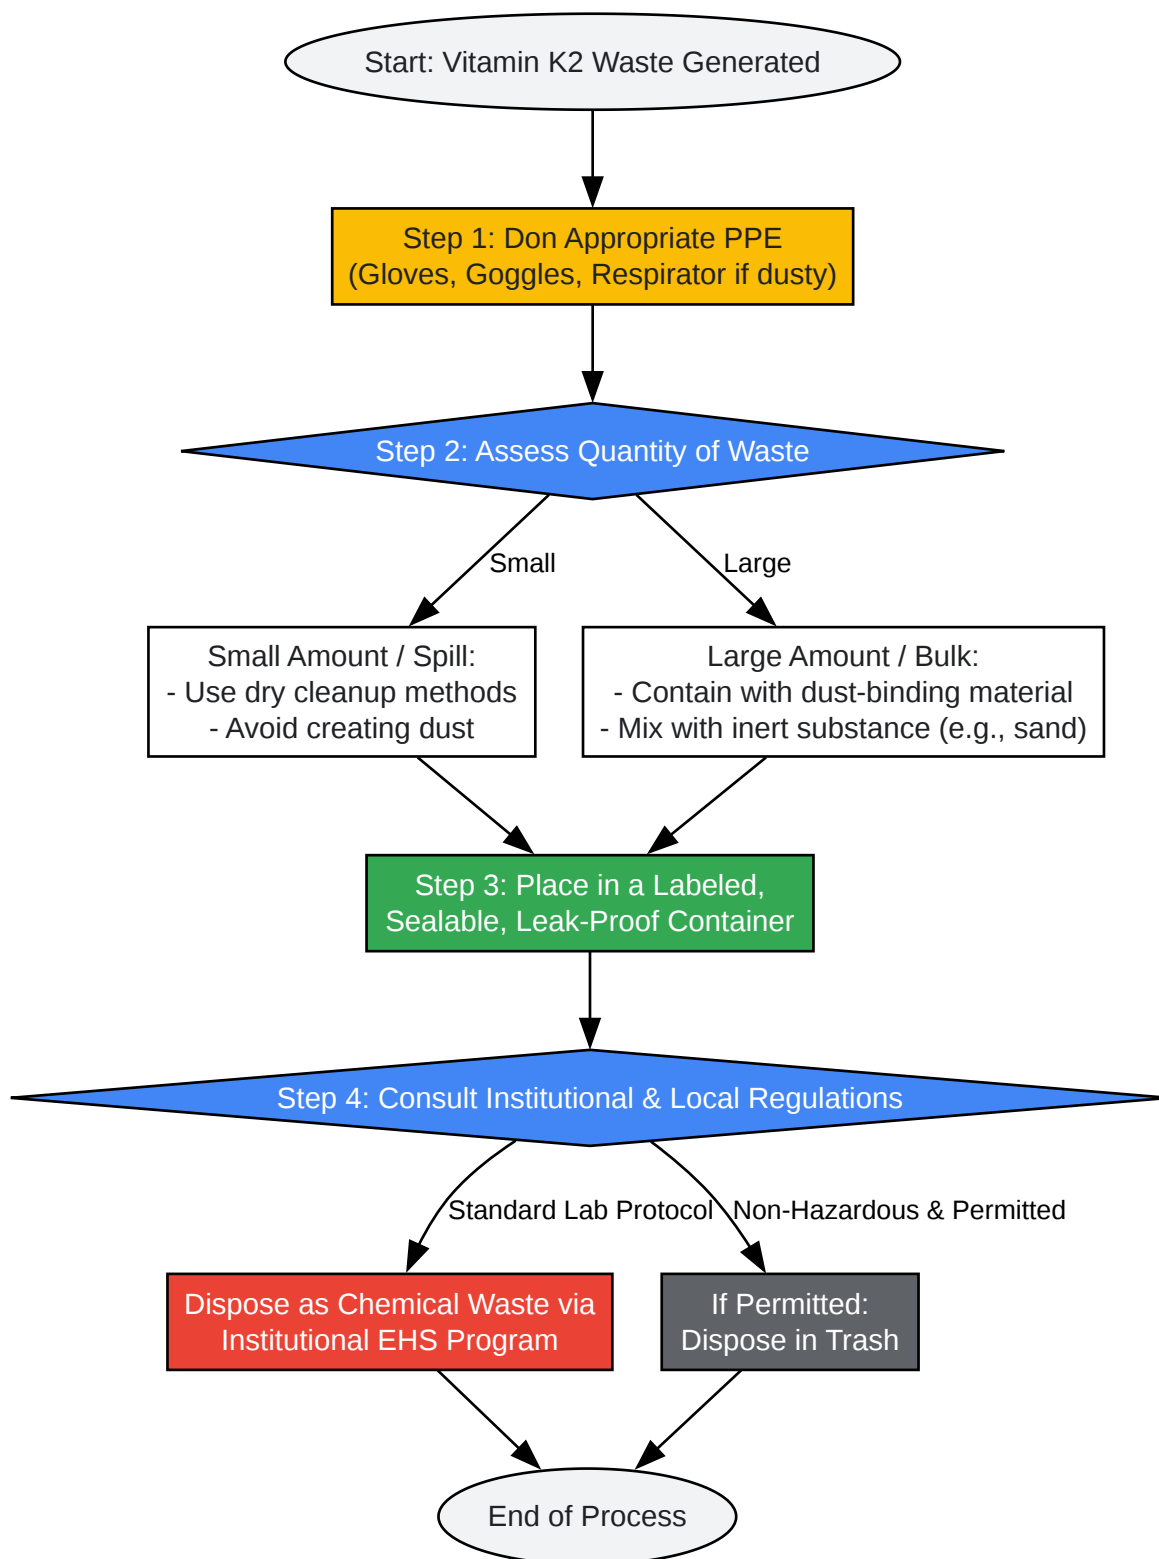 Start: Vitamin K2 Waste Generated
Step 1: Don Appropriate PPE
(Gloves, Goggles, Respirator if dusty)
Step 2: Assess Quantity of Waste
Small
Large
Small Amount / Spill:
- Use dry cleanup methods
- Avoid creating dust
Large Amount / Bulk:
- Contain with dust-binding material
- Mix with inert substance (e.g., sand)
Step 3: Place in a Labeled,
Sealable, Leak-Proof Container
Step 4: Consult Institutional & Local Regulations
Standard Lab Protocol
Non-Hazardous & Permitted
Dispose as Chemical Waste via
Institutional EHS Program
If Permitted:
Dispose in Trash
End of Process